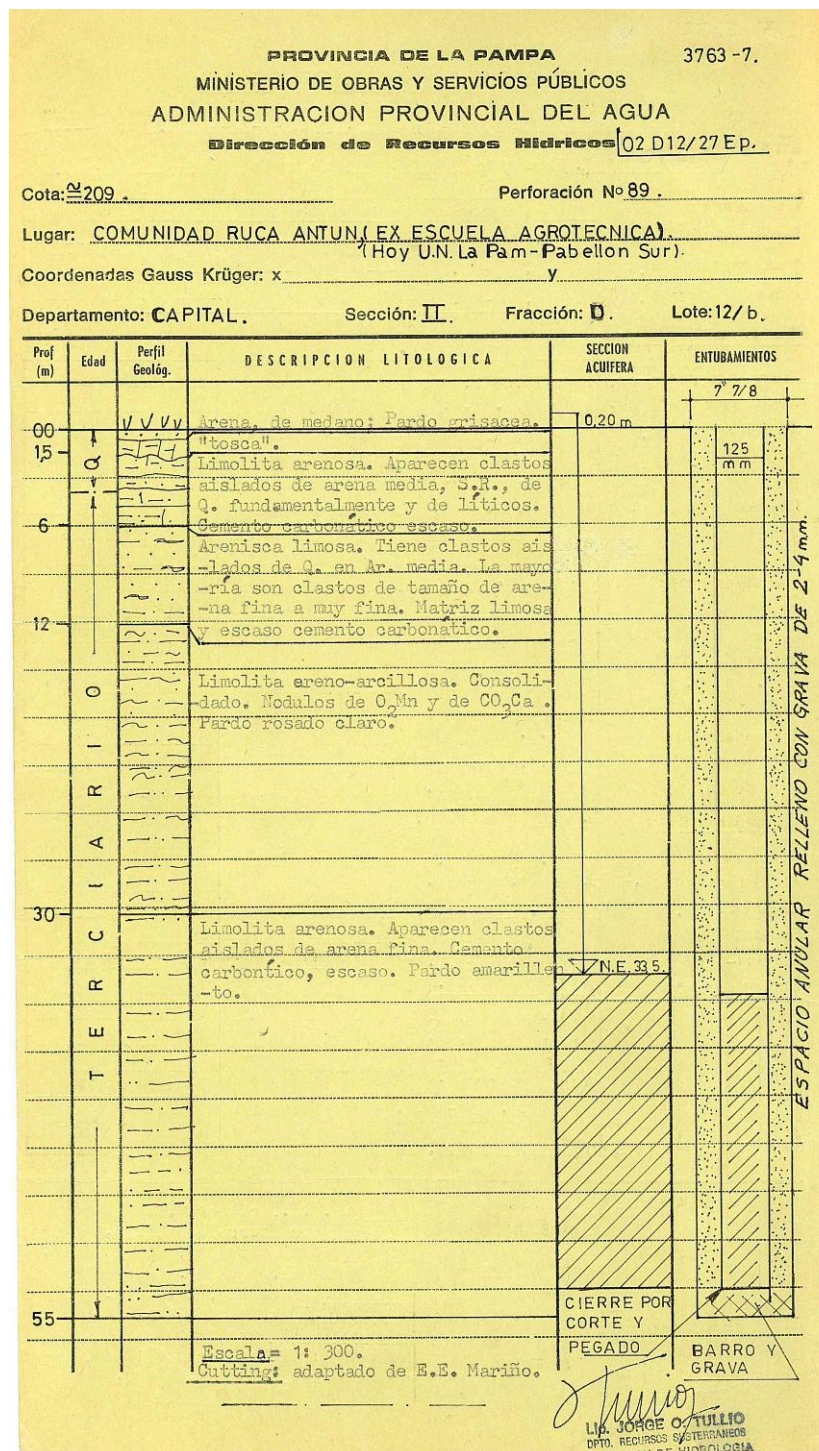 PROVINCIA DE LA PAMPA
3763-7.
MINISTERIO DE OBRAS Y SERVICIOS PÚBLICOS
ADMINISTRACION PROVINCIAL DEL AGUA
Dirección de Recursos Hídricos 02 D12/27 Ep.
Cota: ≅209. Perforación Nº 89.
Lugar: COMUNIDAD RUCA ANTUN, (EX ESCUELA AGROTECNICA).
(Hoy U.N. La Pam-Pabellon Sur).
Coordenadas Gauss Krüger: x y
Departamento: CAPITAL. Sección: II. Fracción: D. Lote: 12/b.
Prof (m)
Edad
Perfil Geológ.
DESCRIPCION LITOLOGICA
SECCION ACUIFERA
ENTUBAMIENTOS
7" 7/8
00
Arena, de medano; Pardo grisacea.
0,20 m
15
"tosca".
125 mm
Q
Limolita arenosa. Aparecen clastos
aislados de arena media, S.R., de
Q. fundamentalmente y de líticos.
Cemento carbonático escaso.
6
Arenisca limosa. Tiene clastos ais
-lados de Q. en Ar. media. La mayo
-ría son clastos de tamaño de are-
-na fina a muy fina. Matriz limosa
12
y escaso cemento carbonático.
TERCIARIO
Limolita areno-arcillosa. Consoli-
-dado. Nodulos de O2Mn y de CO3Ca .
Pardo rosado claro.
ESPACIO ANULAR RELLENO CON GRAVA DE 2-4 mm.
30
Limolita arenosa. Aparecen clastos
aislados de arena fina. Cemento
carbontico, escaso. Pardo amarillen
-to.
N.E. 33,5.
55
CIERRE POR
CORTE Y
PEGADO
BARRO Y
GRAVA
Escala= 1: 300.
Cutting: adaptado de E.E. Mariño.
Lic. JORGE O. TULLIO
DPTO. RECURSOS SUBTERRANEOS
DE HIDROLOGIA